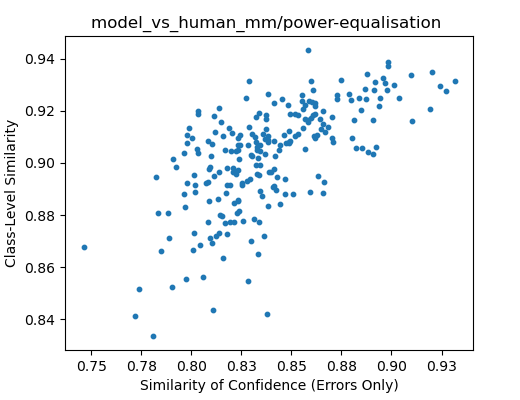 model_vs_human_mm/power-equalisation
Class-Level Similarity
0.94
0.92
0.90
0.88
0.86
0.84
0.75 0.78 0.80 0.83 0.85 0.88 0.90 0.93
Similarity of Confidence (Errors Only)